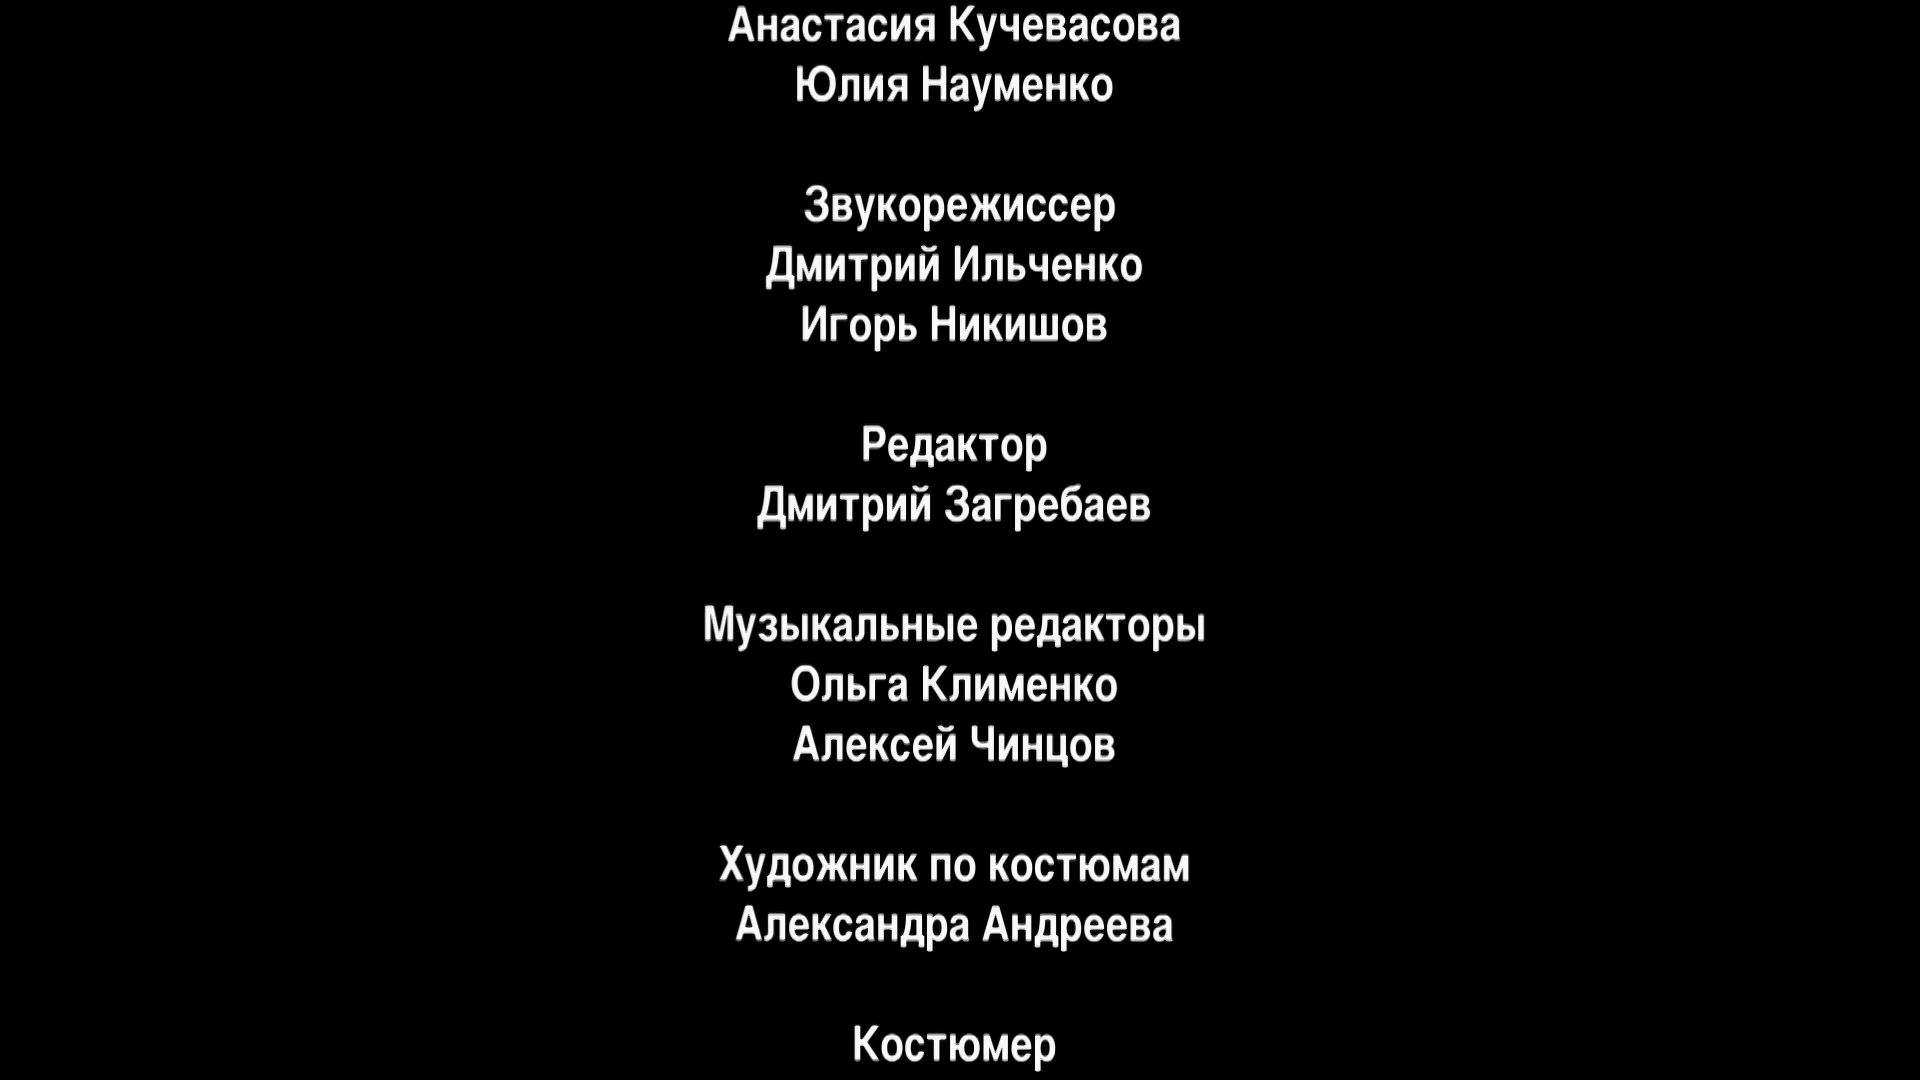 Анастасия Кучевасова
Юлия Науменко
Звукорежиссер
Дмитрий Ильченко
Игорь Никишов
Редактор
Дмитрий Загребаев
Музыкальные редакторы
Ольга Клименко
Алексей Чинцов
Художник по костюмам
Александра Андреева
Костюмер